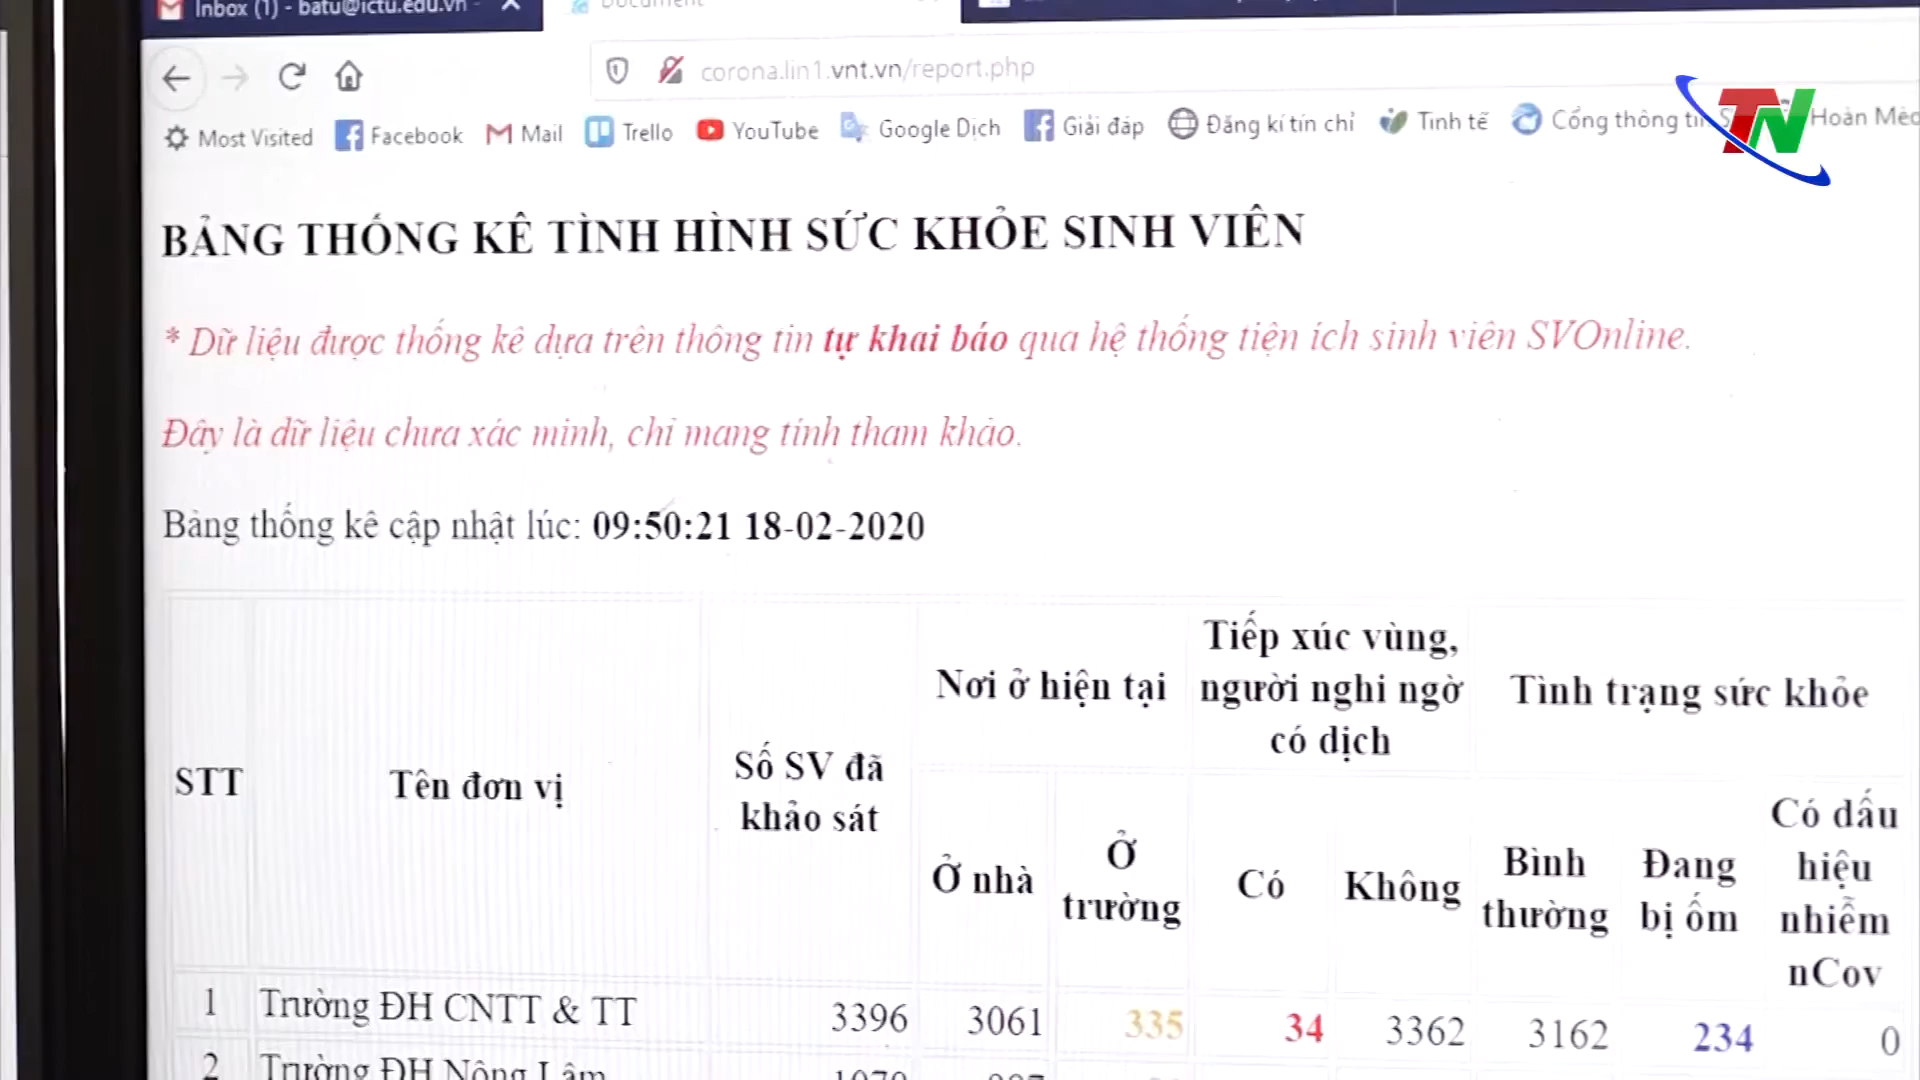 Inbox (1) - batu@ictu.edu.vn
Document
corona.lin1.vnt.vn/report.php
Most Visited Facebook Mail Trello YouTube Google Dịch Giải đáp Đăng kí tín chỉ Tinh tế Cổng thông tin Hoàn
TN
BẢNG THỐNG KÊ TÌNH HÌNH SỨC KHỎE SINH VIÊN
* Dữ liệu được thống kê dựa trên thông tin tự khai báo qua hệ thống tiện ích sinh viên SVOnline.
Đây là dữ liệu chưa xác minh, chỉ mang tính tham khảo.
Bảng thống kê cập nhật lúc: 09:50:21 18-02-2020
STT
Tên đơn vị
Số SV đã
khảo sát
Nơi ở hiện tại
Tiếp xúc vùng,
người nghi ngờ
có dịch
Tình trạng sức khỏe
Ở nhà
Ở
trường
Có
Không
Bình
thường
Đang
bị ốm
Có dấu
hiệu
nhiễm
nCov
1 Trường ĐH CNTT & TT 3396 3061 335 34 3362 3162 234 0
2 Trường ĐH Nông Lâm